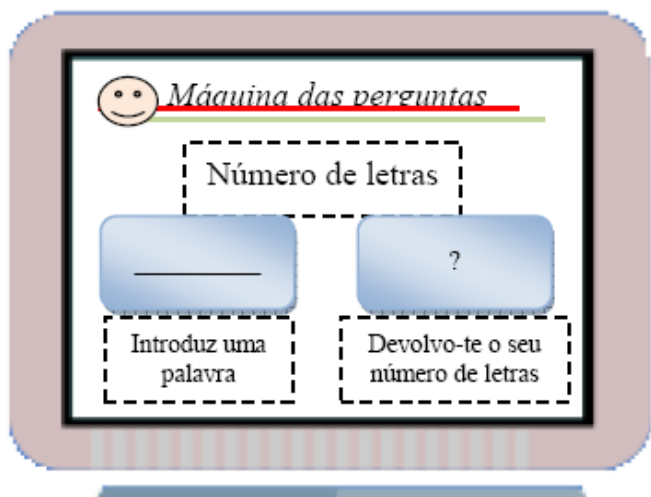 Máquina das perguntas
Número de letras
?
Introduz uma
palavra
Devolvo-te o seu
número de letras